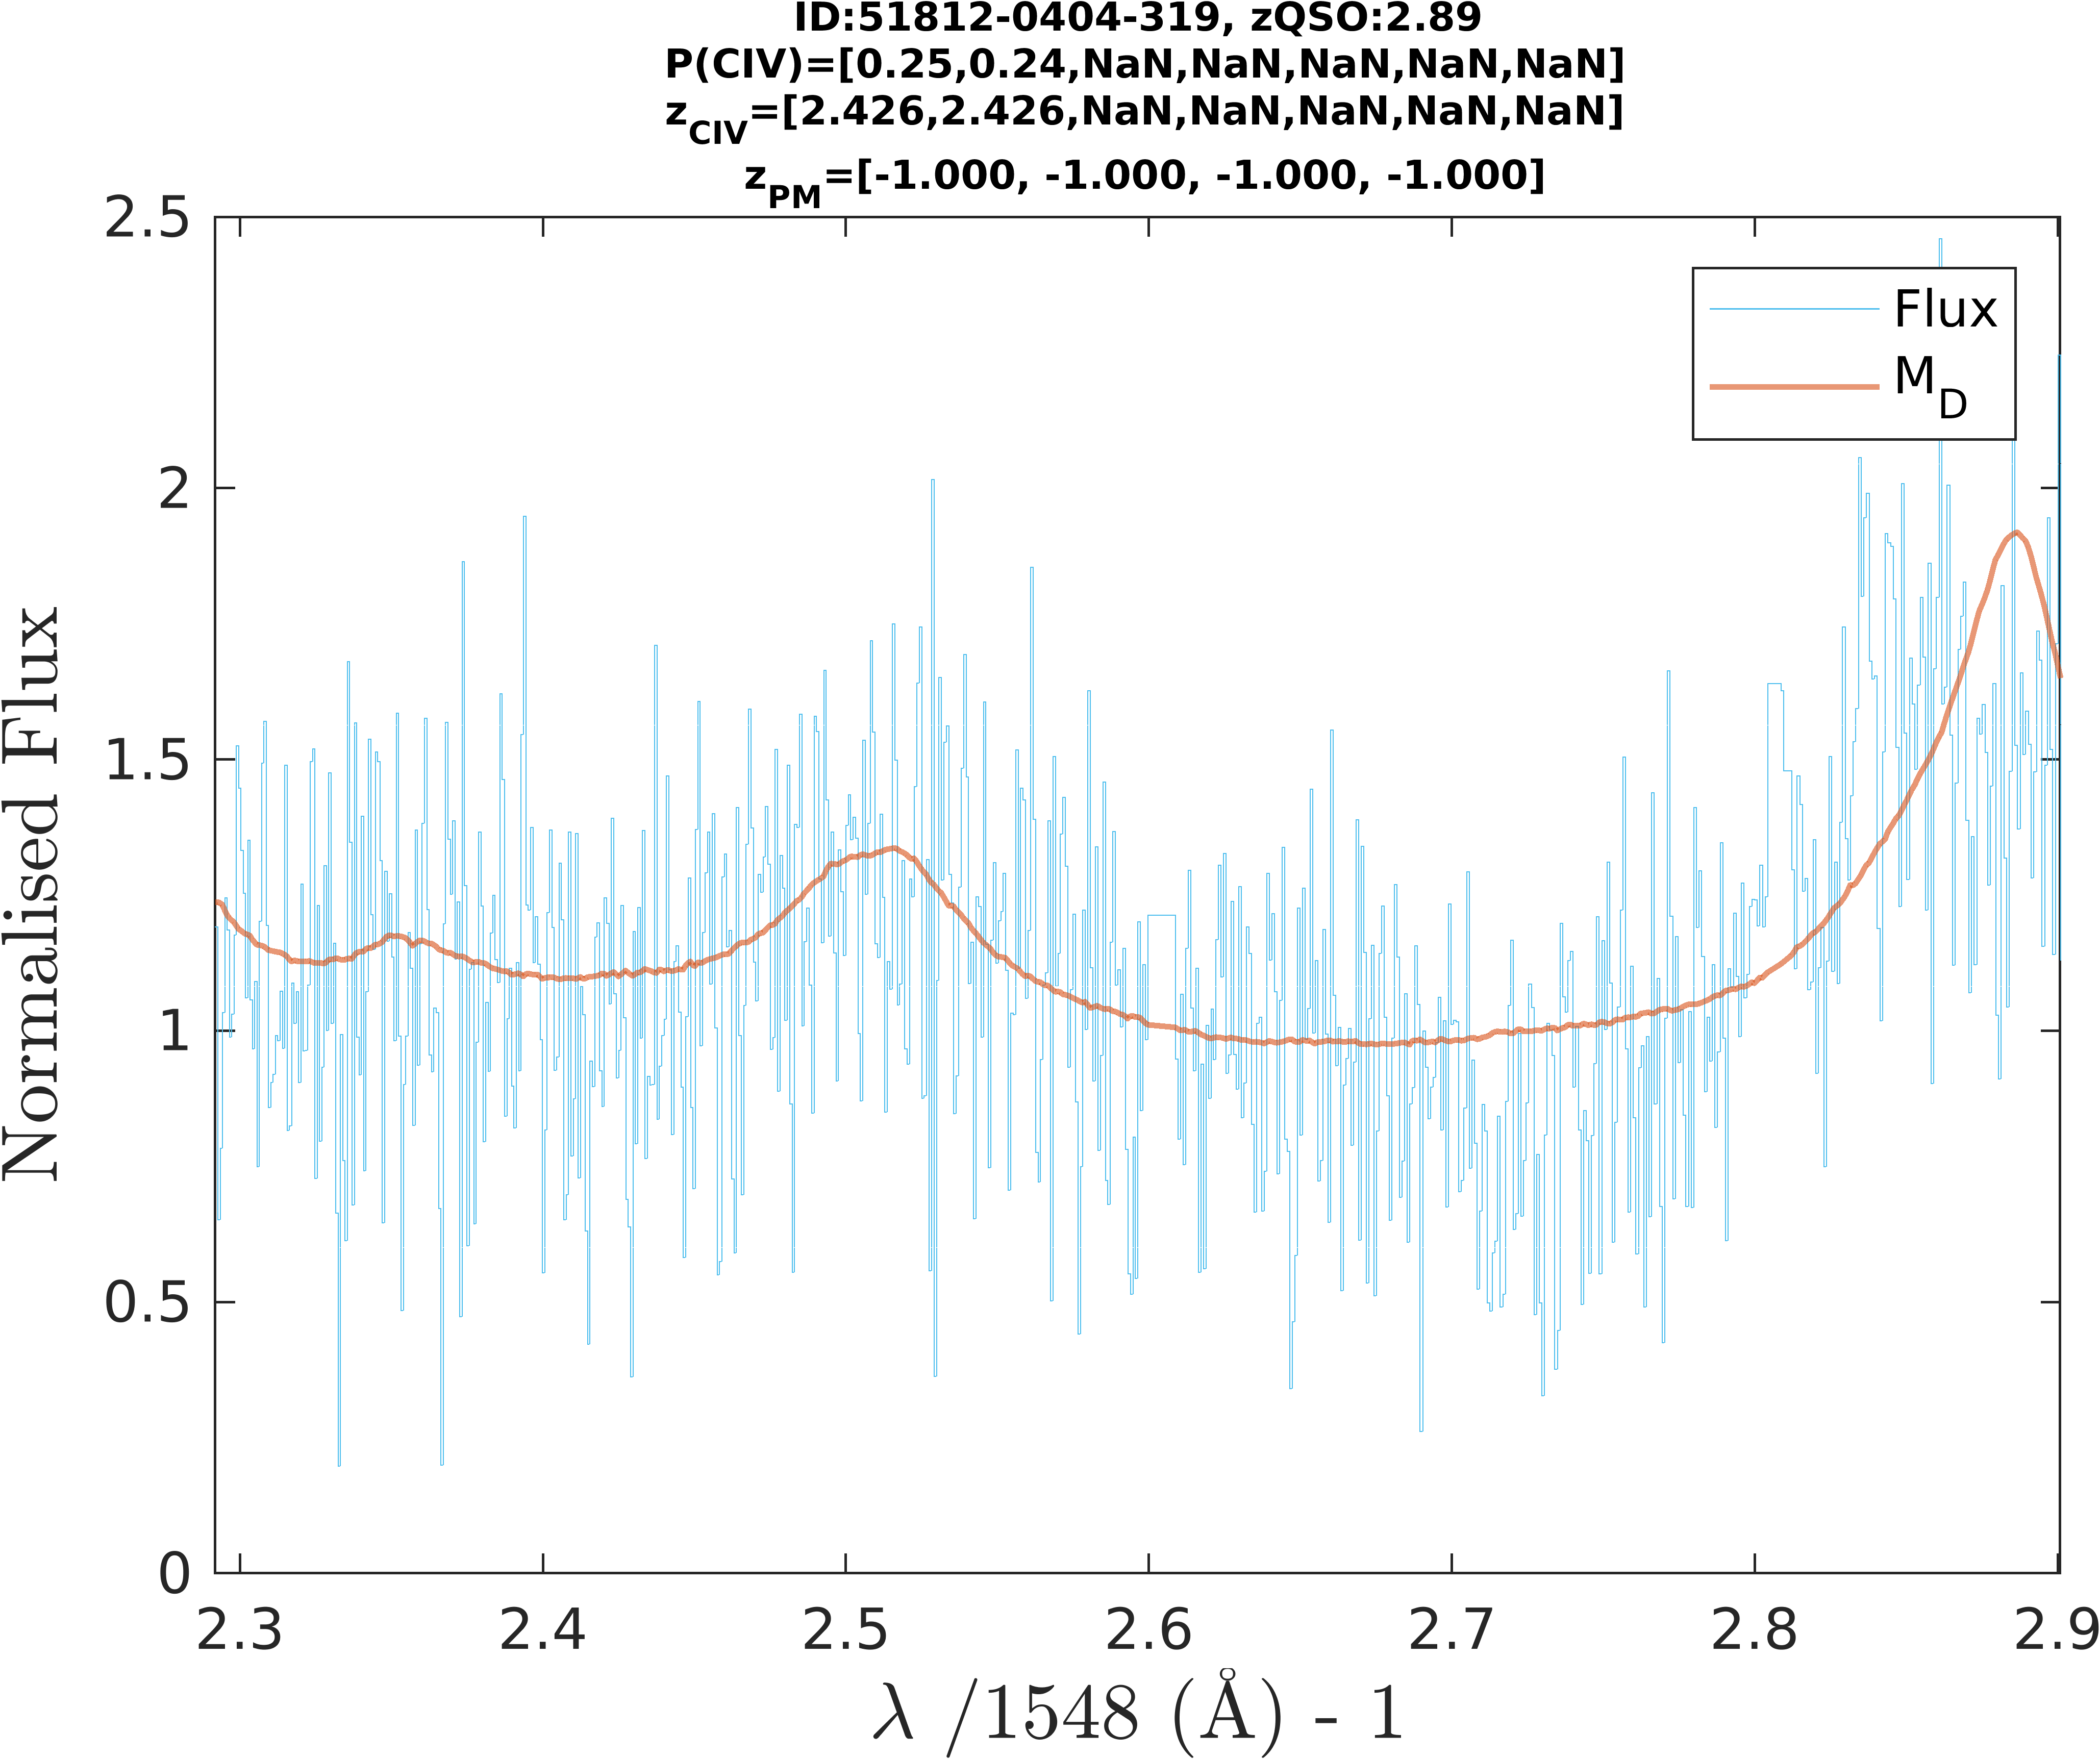 ID:51812-0404-319, zQSO:2.89
P(CIV)=[0.25,0.24,NaN,NaN,NaN,NaN,NaN]
zCIV=[2.426,2.426,NaN,NaN,NaN,NaN,NaN]
zPM=[-1.000, -1.000, -1.000, -1.000]
2.5
2
1.5
1
0.5
0
Normalised Flux
Flux
MD
2.3 2.4 2.5 2.6 2.7 2.8 2.9
λ /1548 (Å) - 1